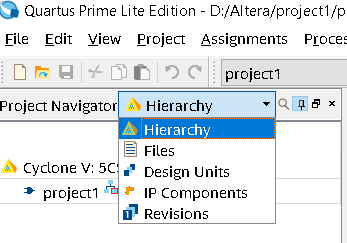 Quartus Prime Lite Edition - D:/Altera/project1/p
File Edit View Project Assignments Proces
project1
Project Navigator Hierarchy
Hierarchy
Files
Cyclone V: 5C Design Units
project1 IP Components
Revisions